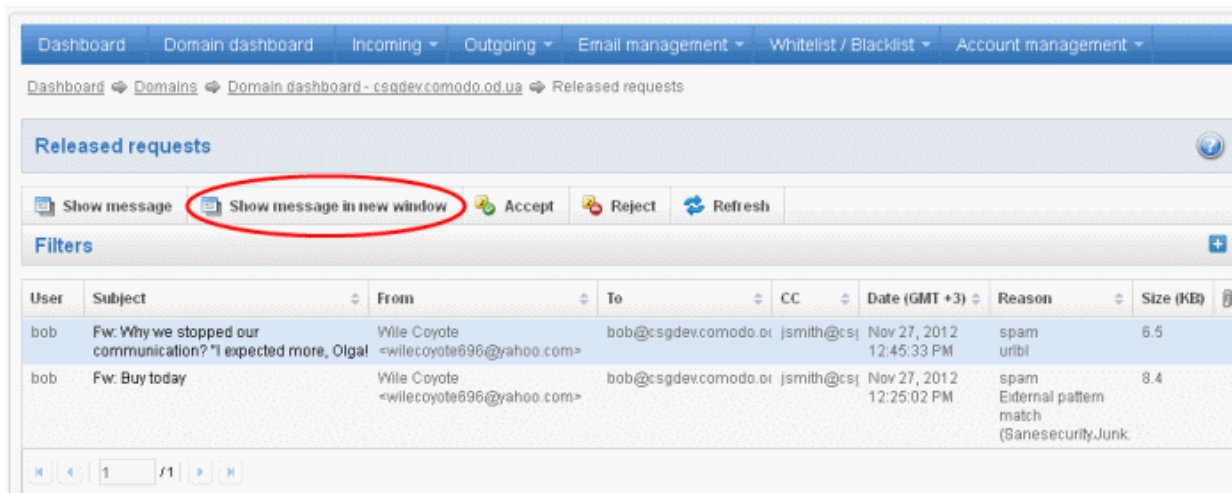 Dashboard Domain dashboard Incoming Outgoing Email management Whitelist / Blacklist Account management
Dashboard Domains Domain dashboard - csgdev.comodo.od.ua Released requests
Released requests
Show message Show message in new window Accept Reject Refresh
Filters
User Subject From To CC Date (GMT +3) Reason Size (KB)
bob Fw: Why we stopped our Wile Coyote bob@csgdev.comodo.oc jsmith@csg Nov 27, 2012 spam 6.5
communication? "I expected more, Olga! <wilecoyote696@yahoo.com> 12:45:33 PM urlbl
bob Fw: Buy today Wile Coyote bob@csgdev.comodo.oc jsmith@csg Nov 27, 2012 spam 8.4
<wilecoyote696@yahoo.com> 12:25:02 PM External pattern
match
(Sanesecurity.Junk.
1 /1